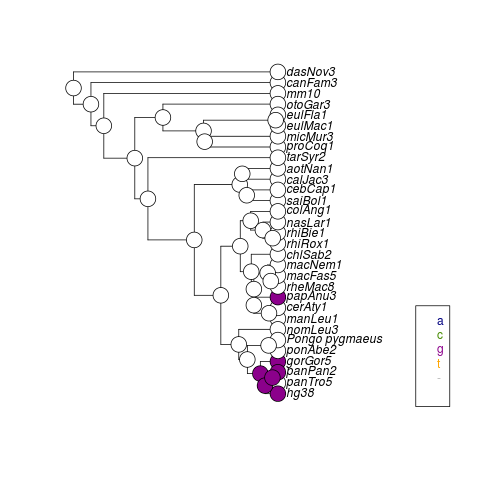 dasNov3
canFam3
mm10
otoGar3
eulFla1
eulMac1
micMur3
proCoq1
tarSyr2
aotNan1
calJac3
cebCap1
saiBol1
colAng1
nasLar1
rhiBie1
rhiRox1
chlSab2
macNem1
macFas5
rheMac8
papAnu3
cerAty1
manLeu1
nomLeu3
Pongo pygmaeus
ponAbe2
gorGor5
panPan2
panTro5
hg38
a
c
g
t
-